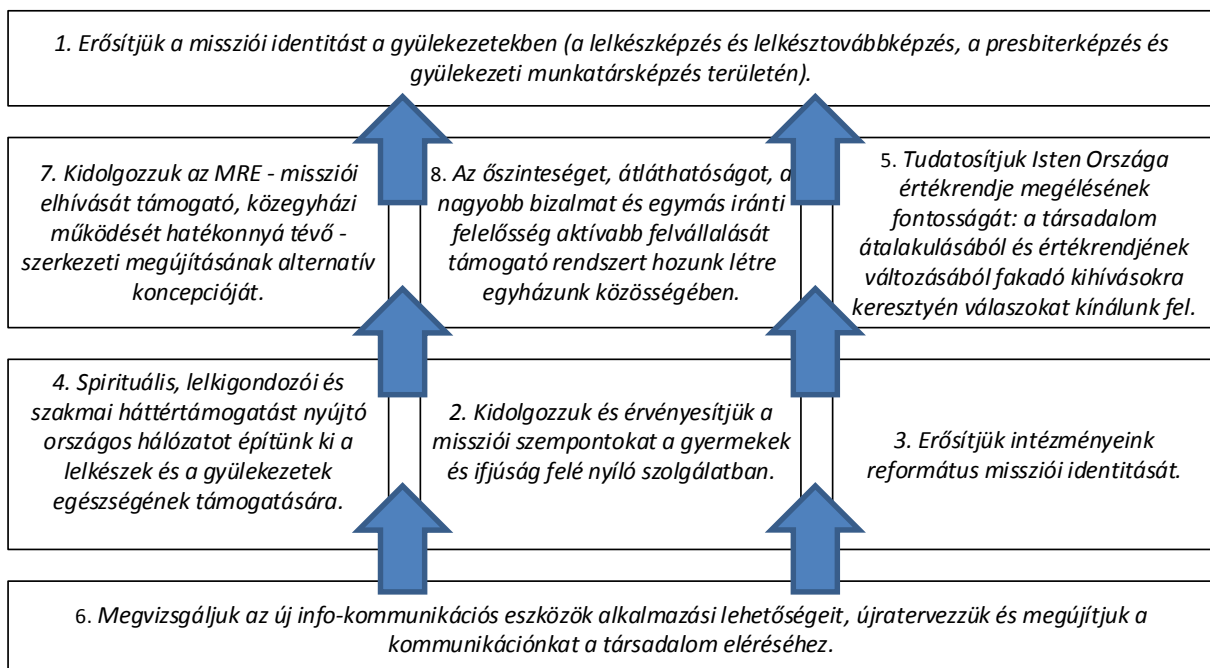 1. Erősítjük a missziói identitást a gyülekezetekben (a lelkészképzés és lelkésztovábbképzés, a presbiterképzés és
gyülekezeti munkatársképzés területén).
7. Kidolgozzuk az MRE - missziói
elhívását támogató, közegyházi
működését hatékonnyá tévő -
szerkezeti megújításának alternatív
koncepcióját.
8. Az őszinteséget, átláthatóságot, a
nagyobb bizalmat és egymás iránti
felelősség aktívabb felvállalását
támogató rendszert hozunk létre
egyházunk közösségében.
5. Tudatosítjuk Isten Országa
értékrendje megélésének
fontosságát: a társadalom
átalakulásából és értékrendjének
változásából fakadó kihívásokra
keresztyén válaszokat kínálunk fel.
4. Spirituális, lelkigondozói és
szakmai háttértámogatást nyújtó
országos hálózatot építünk ki a
lelkészek és a gyülekezetek
egészségének támogatására.
2. Kidolgozzuk és érvényesítjük a
missziói szempontokat a gyermekek
és ifjúság felé nyíló szolgálatban.
3. Erősítjük intézményeink
református missziói identitását.
6. Megvizsgáljuk az új info-kommunikációs eszközök alkalmazási lehetőségeit, újratervezzük és megújítjuk a
kommunikációnkat a társadalom eléréséhez.